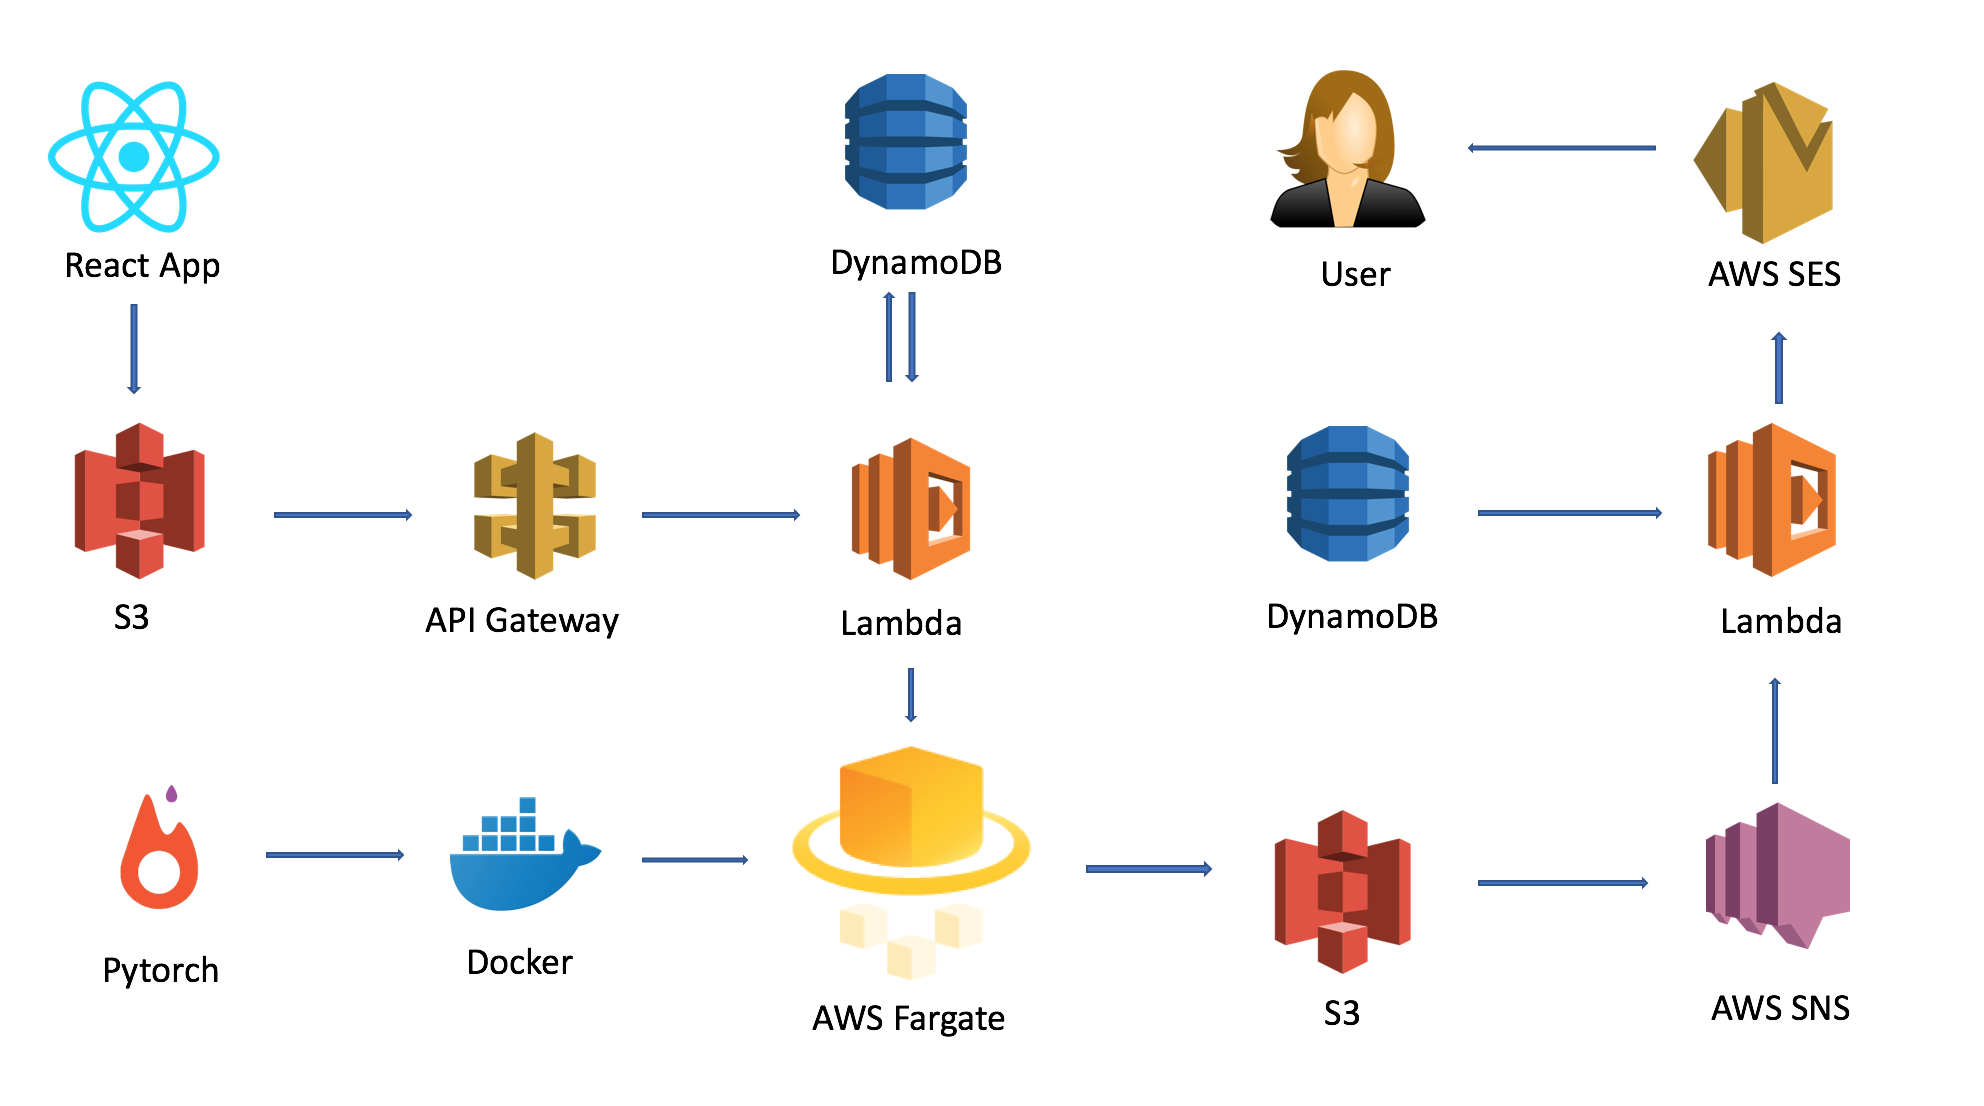 React App
DynamoDB
User
AWS SES
S3
API Gateway
Lambda
DynamoDB
Lambda
Pytorch
Docker
AWS Fargate
S3
AWS SNS